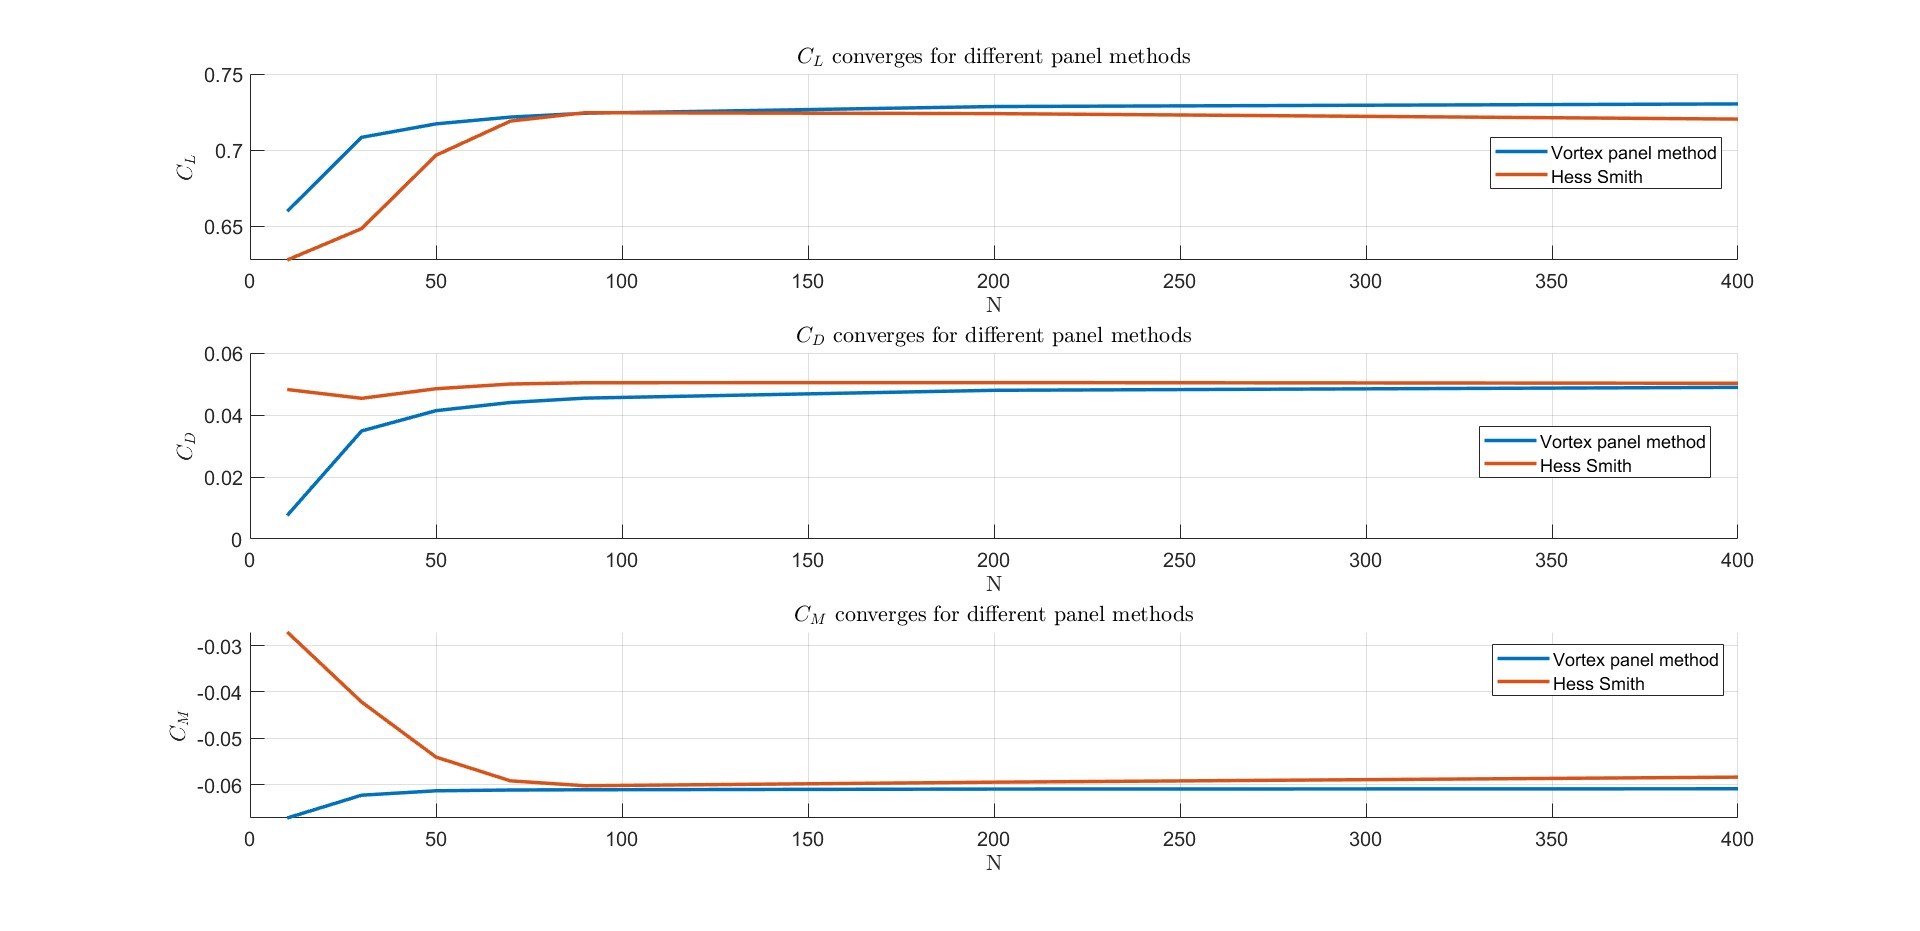 C_L converges for different panel methods
0.75
0.7
0.65
C_L
Vortex panel method
Hess Smith
0 50 100 150 200 250 300 350 400
N
C_D converges for different panel methods
0.06
0.04
0.02
0
C_D
Vortex panel method
Hess Smith
0 50 100 150 200 250 300 350 400
N
C_M converges for different panel methods
-0.03
-0.04
-0.05
-0.06
C_M
Vortex panel method
Hess Smith
0 50 100 150 200 250 300 350 400
N